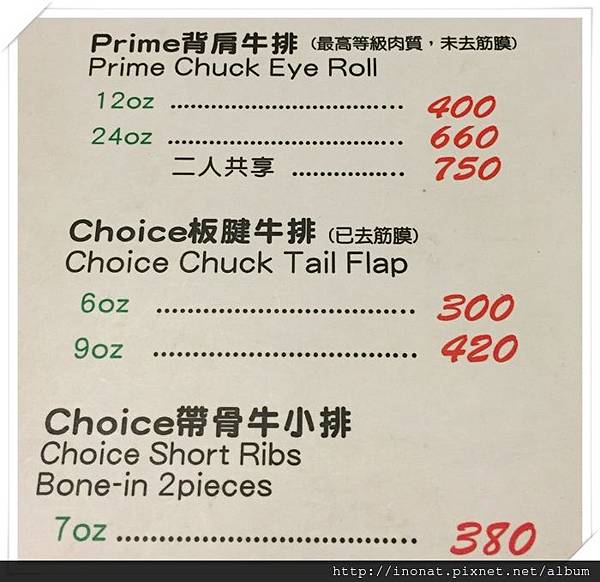 Prime背肩牛排（最高等級肉質，未去筋膜）
Prime Chuck Eye Roll
12oz ................................ 400
24oz ................................ 660
二人共享 ................ 750
Choice板腱牛排（已去筋膜）
Choice Chuck Tail Flap
6oz ................................ 300
9oz ................................ 420
Choice帶骨牛小排
Choice Short Ribs
Bone-in 2pieces
7oz ................................ 380
http://inonat.pixnet.net/album